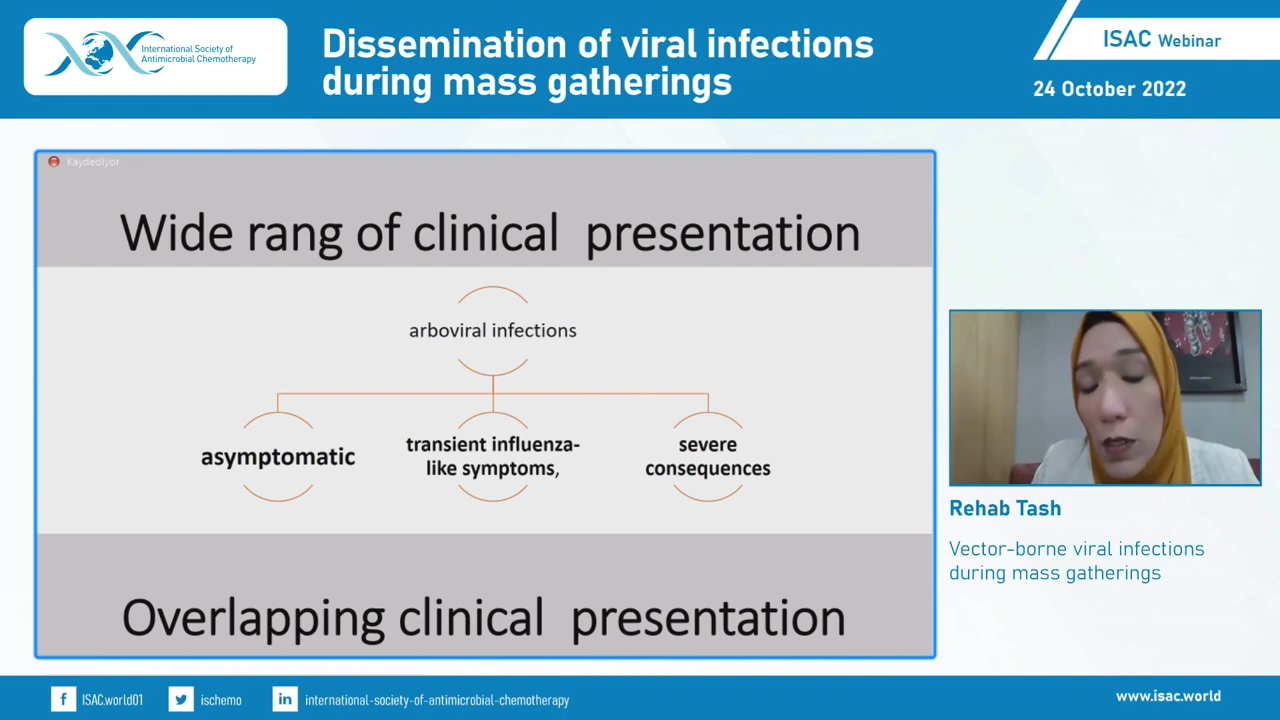 International Society of
Antimicrobial Chemotherapy
Dissemination of viral infections
during mass gatherings
ISAC Webinar
24 October 2022
Kaydediyor
Wide rang of clinical presentation
arboviral infections
asymptomatic
transient influenza-
like symptoms,
severe
consequences
Overlapping clinical presentation
Rehab Tash
Vector-borne viral infections
during mass gatherings
f ISAC.world01
ischemo
in international-society-of-antimicrobial-chemotherapy
www.isac.world